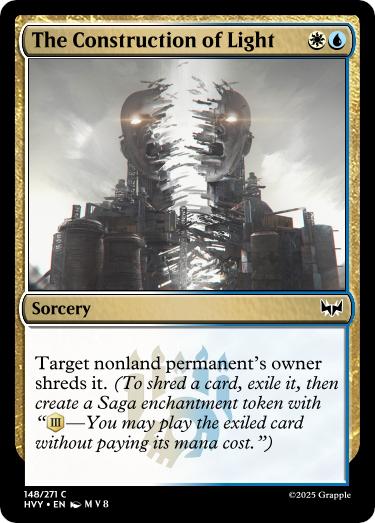 The Construction of Light
Sorcery
Target nonland permanent's owner
shreds it. (To shred a card, exile it, then
create a Saga enchantment token with
“III—You may play the exiled card
without paying its mana cost.”)
148/271 C
HVY • EN MV8
©2025 Grapple